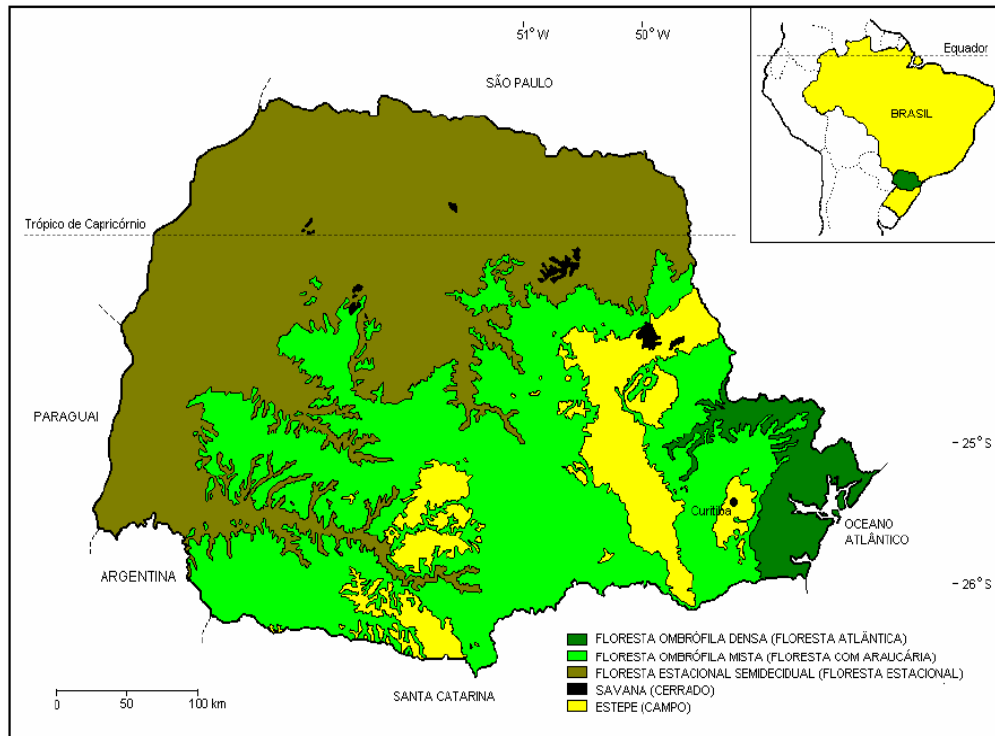 51° W
50° W
Equador
SÃO PAULO
BRASIL
Trópico de Capricórnio
PARAGUAI
25° S
Curitiba
OCEANO
ATLÂNTICO
ARGENTINA
26° S
FLORESTA OMBRÓFILA DENSA (FLORESTA ATLÂNTICA)
FLORESTA OMBRÓFILA MISTA (FLORESTA COM ARAUCÁRIA)
FLORESTA ESTACIONAL SEMIDECIDUAL (FLORESTA ESTACIONAL)
SAVANA (CERRADO)
ESTEPE (CAMPO)
SANTA CATARINA
0 50 100 km